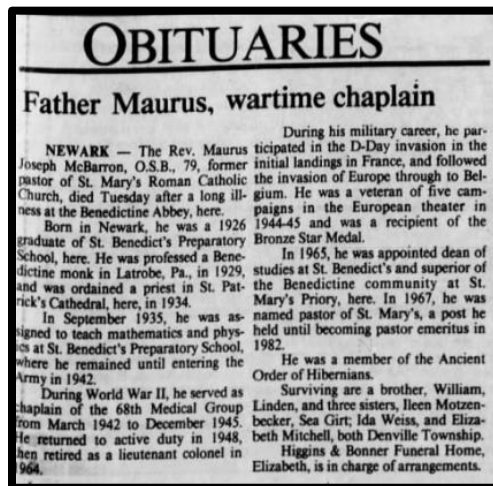 OBITUARIES
Father Maurus, wartime chaplain
NEWARK — The Rev. Maurus
Joseph McBarron, O.S.B., 79, former
pastor of St. Mary's Roman Catholic
Church, died Tuesday after a long ill-
ness at the Benedictine Abbey, here.
Born in Newark, he was a 1926
graduate of St. Benedict's Preparatory
School, here. He was professed a Bene-
dictine monk in Latrobe, Pa., in 1929,
and was ordained a priest in St. Pat-
rick's Cathedral, here, in 1934.
In September 1935, he was as-
signed to teach mathematics and phys-
ics at St. Benedict's Preparatory School,
where he remained until entering the
Army in 1942.
During World War II, he served as
chaplain of the 68th Medical Group
from March 1942 to December 1945.
He returned to active duty in 1948,
then retired as a lieutenant colonel in
1964.
During his military career, he par-
ticipated in the D-Day invasion in the
initial landings in France, and followed
the invasion of Europe through to Bel-
gium. He was a veteran of five cam-
paigns in the European theater in
1944-45 and was a recipient of the
Bronze Star Medal.
In 1965, he was appointed dean of
studies at St. Benedict's and superior of
the Benedictine community at St.
Mary's Priory, here. In 1967, he was
named pastor of St. Mary's, a post he
held until becoming pastor emeritus in
1982.
He was a member of the Ancient
Order of Hibernians.
Surviving are a brother, William,
Linden, and three sisters, Ileen Motzen-
becker, Sea Girt; Ida Weiss, and Eliza-
beth Mitchell, both Denville Township.
Higgins & Bonner Funeral Home,
Elizabeth, is in charge of arrangements.